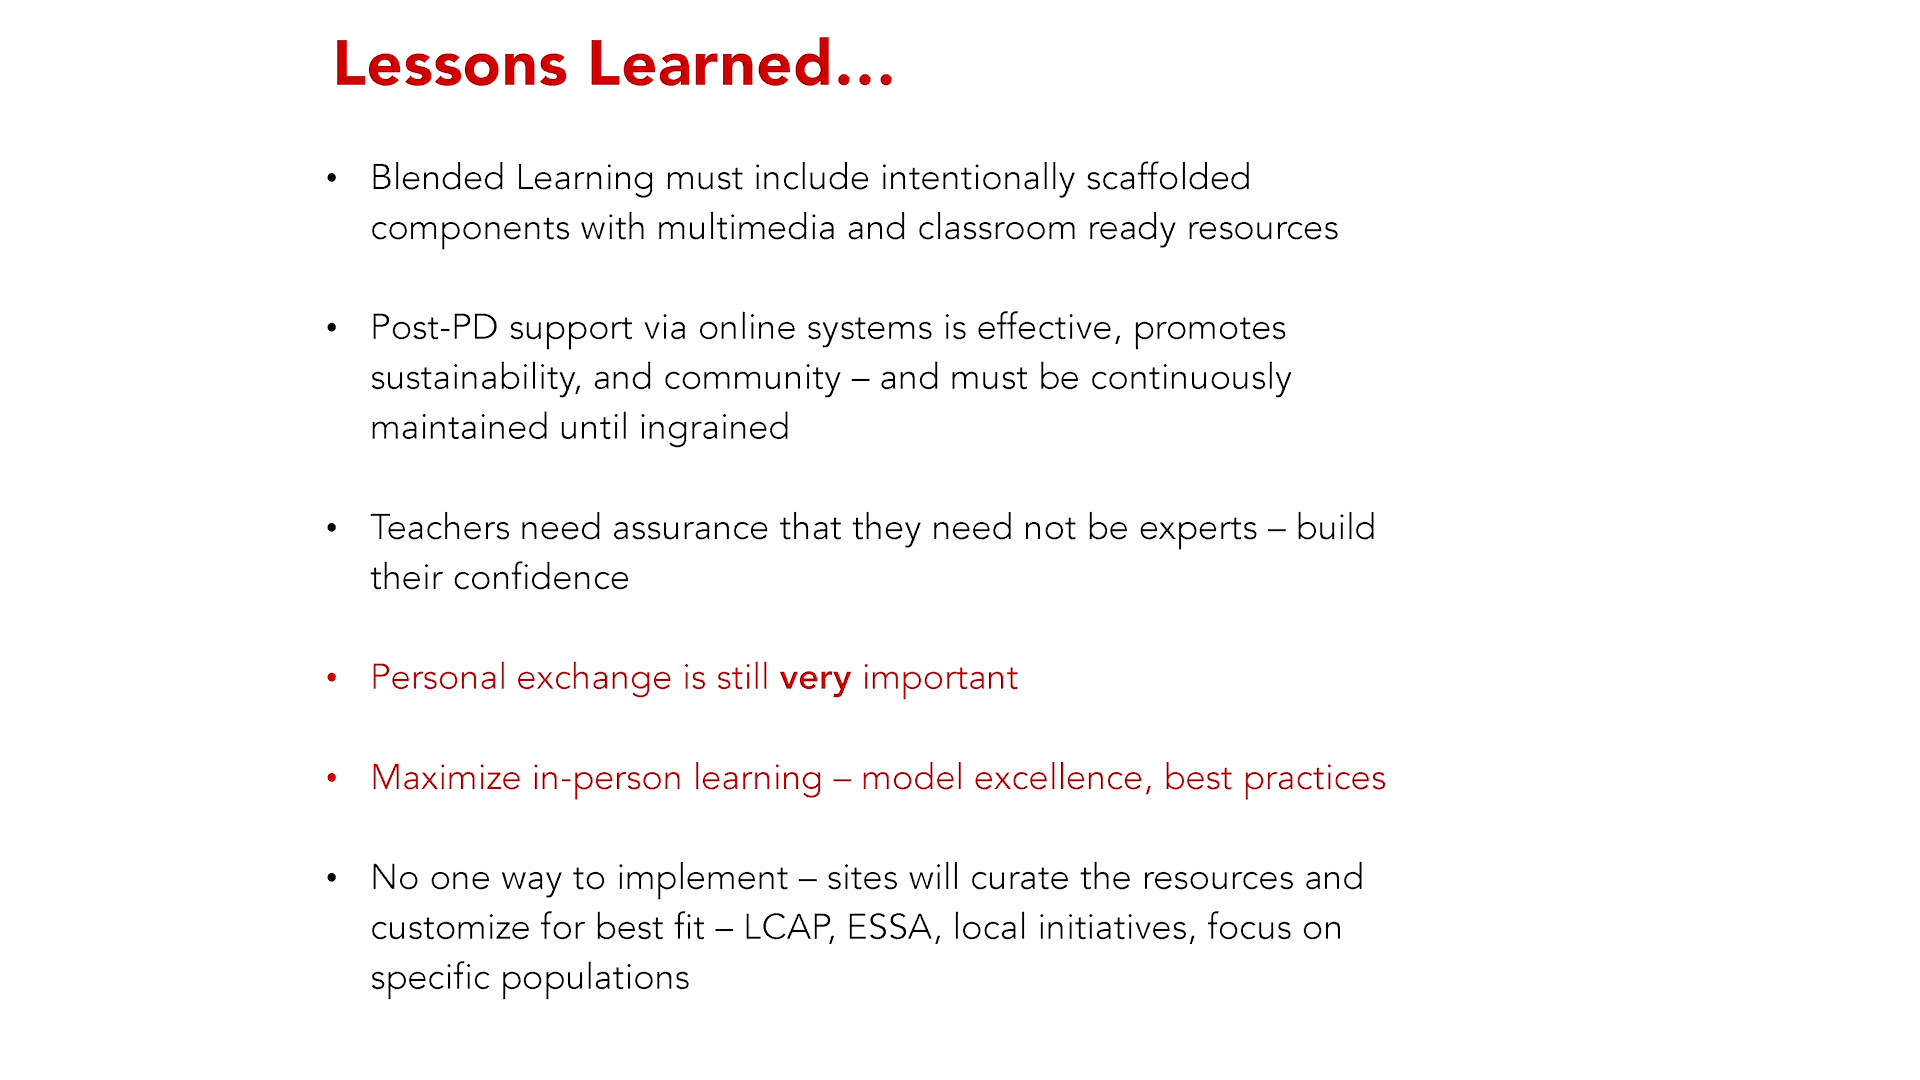 Lessons Learned...
• Blended Learning must include intentionally scaffolded
components with multimedia and classroom ready resources
• Post-PD support via online systems is effective, promotes
sustainability, and community – and must be continuously
maintained until ingrained
• Teachers need assurance that they need not be experts – build
their confidence
• Personal exchange is still very important
• Maximize in-person learning – model excellence, best practices
• No one way to implement – sites will curate the resources and
customize for best fit – LCAP, ESSA, local initiatives, focus on
specific populations